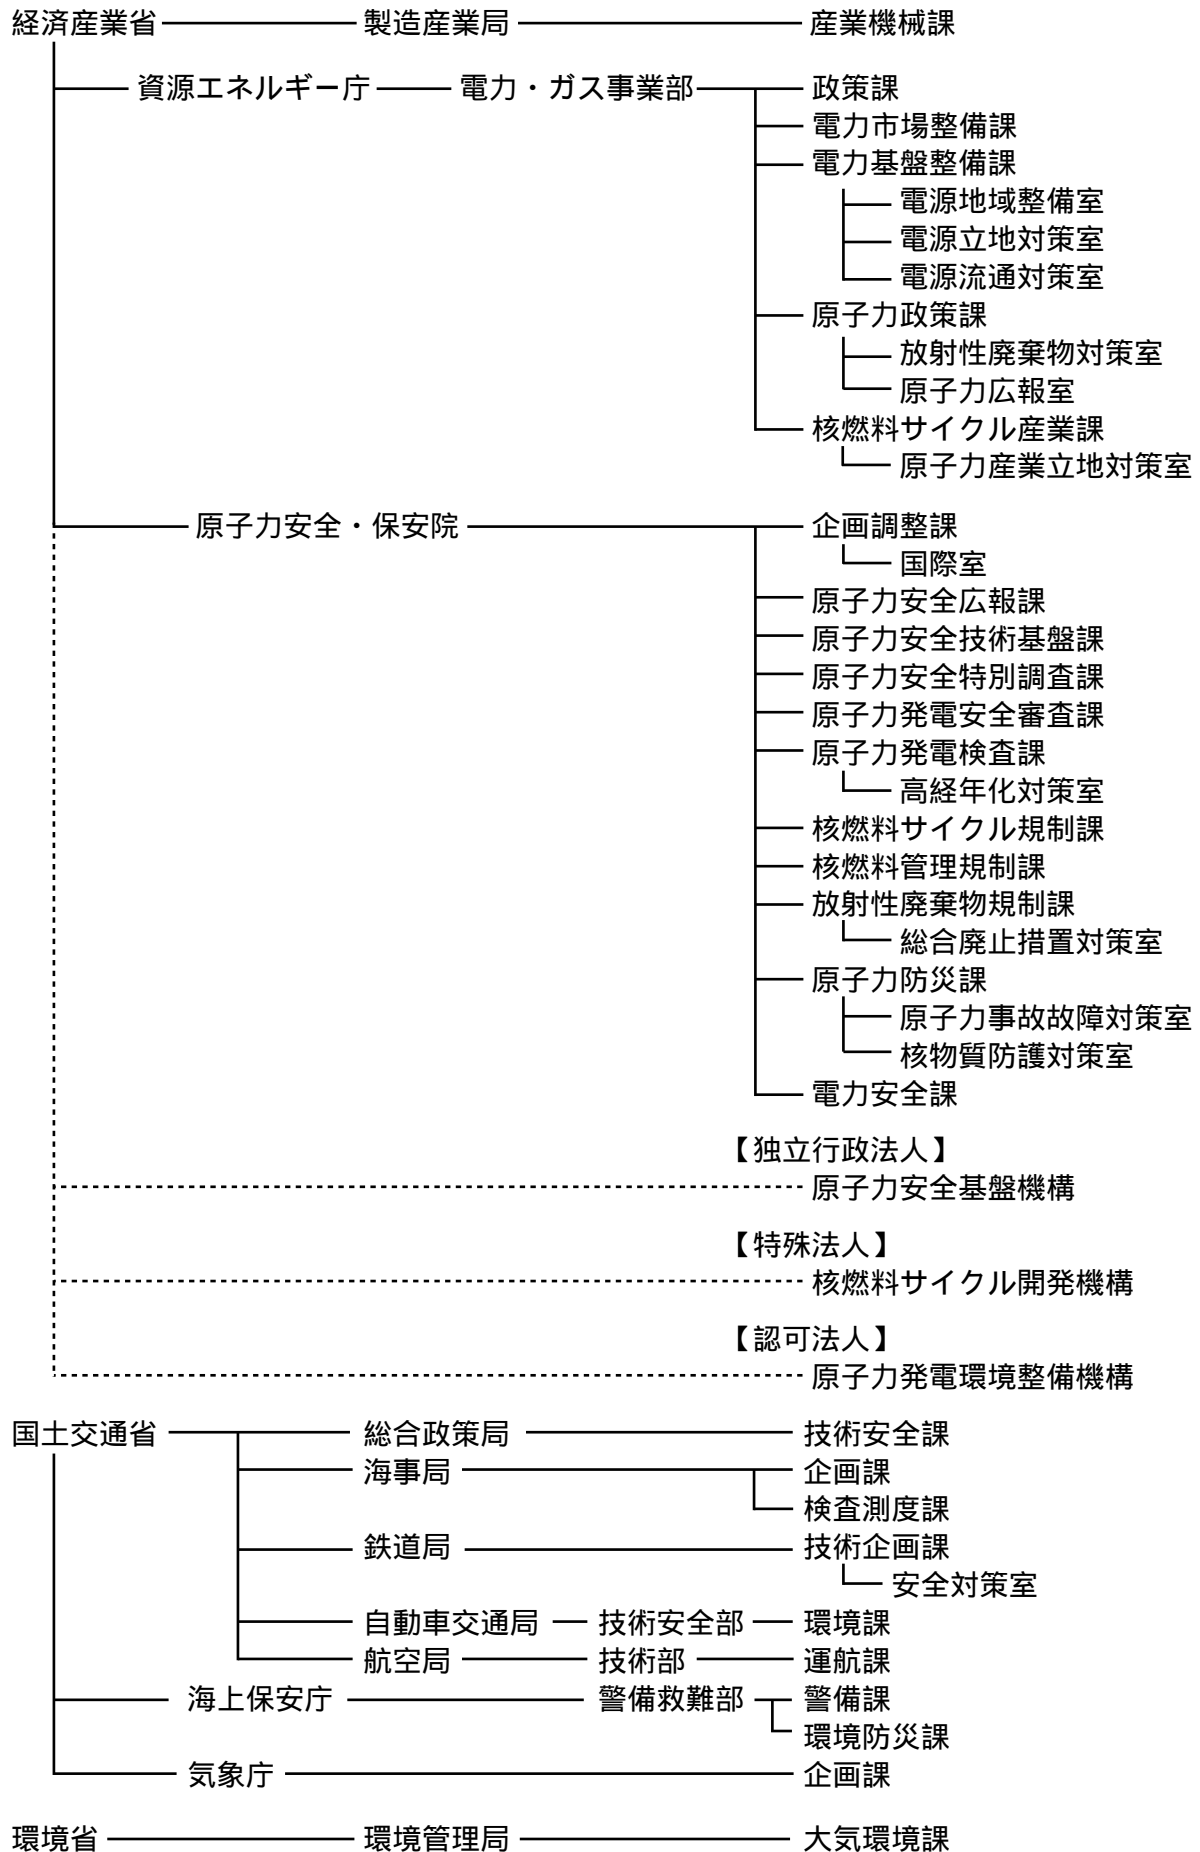 経済産業省 製造産業局 産業機械課
資源エネルギー庁 電力・ガス事業部 政策課
電力市場整備課
電力基盤整備課
電源地域整備室
電源立地対策室
電源流通対策室
原子力政策課
放射性廃棄物対策室
原子力広報室
核燃料サイクル産業課
原子力産業立地対策室
原子力安全・保安院 企画調整課
国際室
原子力安全広報課
原子力安全技術基盤課
原子力安全特別調査課
原子力発電安全審査課
原子力発電検査課
高経年化対策室
核燃料サイクル規制課
核燃料管理規制課
放射性廃棄物規制課
総合廃止措置対策室
原子力防災課
原子力事故故障対策室
核物質防護対策室
電力安全課
【独立行政法人】
原子力安全基盤機構
【特殊法人】
核燃料サイクル開発機構
【認可法人】
原子力発電環境整備機構
国土交通省 総合政策局 技術安全課
海事局 企画課
検査測度課
鉄道局 技術企画課
安全対策室
自動車交通局 技術安全部 環境課
航空局 技術部 運航課
海上保安庁 警備救難部 警備課
環境防災課
気象庁 企画課
環境省 環境管理局 大気環境課